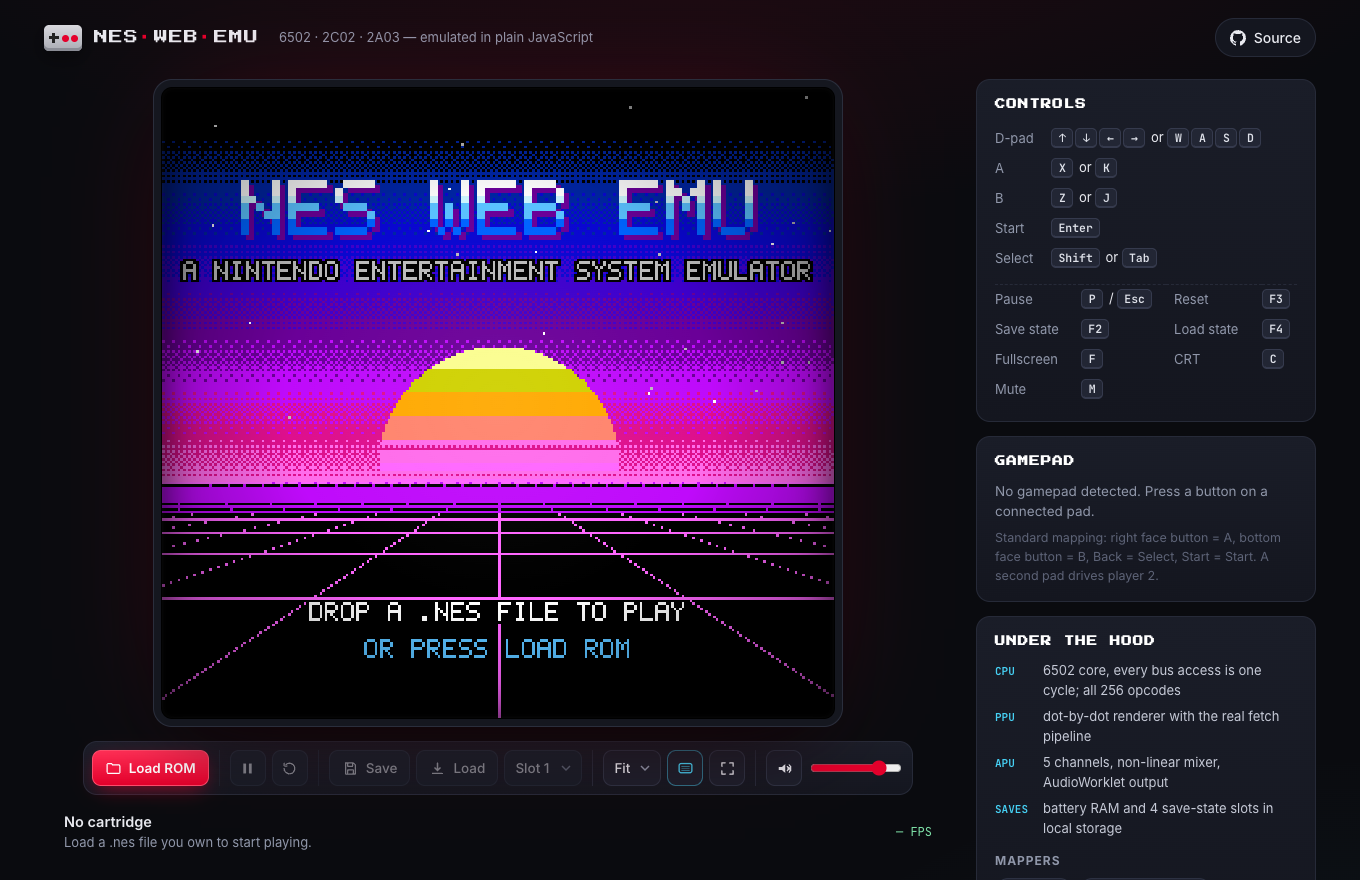 NES·WEB·EMU
6502 · 2C02 · 2A03 — emulated in plain JavaScript
Source
NES WEB EMU
A NINTENDO ENTERTAINMENT SYSTEM EMULATOR
DROP A .NES FILE TO PLAY
OR PRESS LOAD ROM
Load ROM
Save
Load
Slot 1
Fit
No cartridge
Load a .nes file you own to start playing.
— FPS
CONTROLS
D-pad ↑ ↓ ← → or W A S D
A X or K
B Z or J
Start Enter
Select Shift or Tab
Pause P / Esc Reset F3
Save state F2 Load state F4
Fullscreen F CRT C
Mute M
GAMEPAD
No gamepad detected. Press a button on a
connected pad.
Standard mapping: right face button = A, bottom
face button = B, Back = Select, Start = Start. A
second pad drives player 2.
UNDER THE HOOD
CPU 6502 core, every bus access is one
cycle; all 256 opcodes
PPU dot-by-dot renderer with the real fetch
pipeline
APU 5 channels, non-linear mixer,
AudioWorklet output
SAVES battery RAM and 4 save-state slots in
local storage
MAPPERS